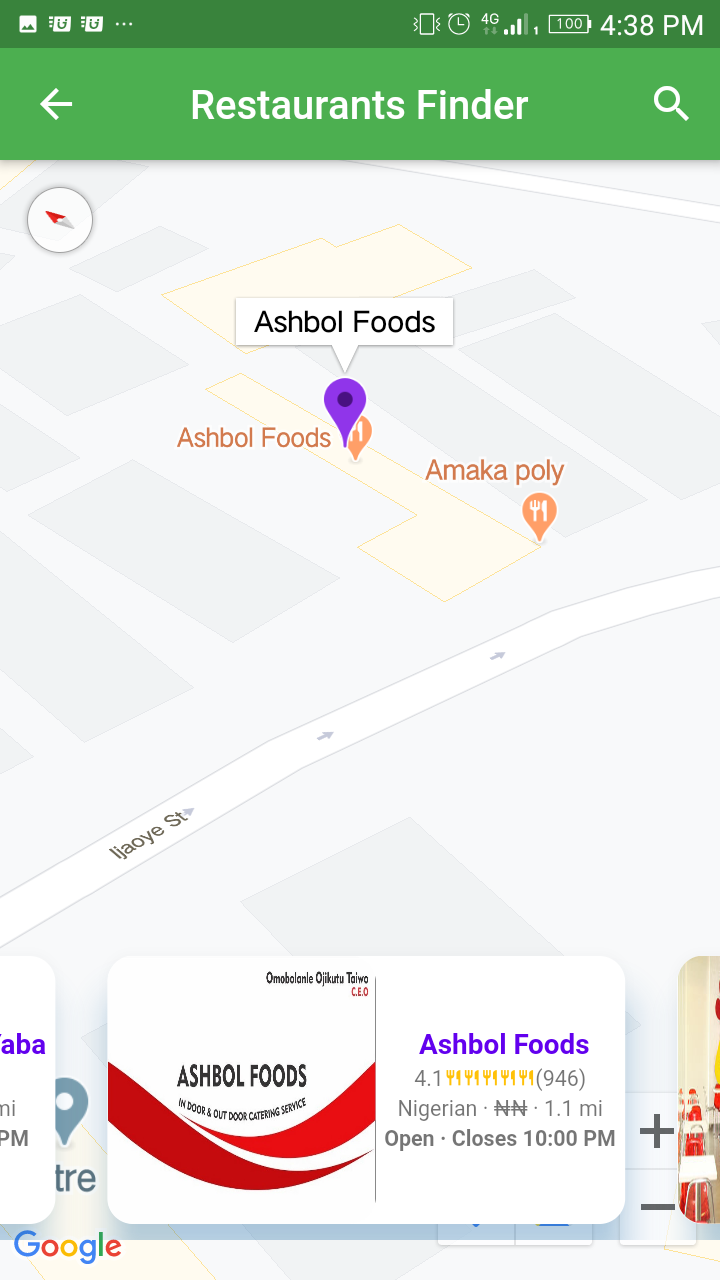 4G 1 100 4:38 PM
Restaurants Finder
Ashbol Foods
Ashbol Foods
Amaka poly
Ijaoye St
Omobolanle Ojikutu Taiwo
C.E.O
ASHBOL FOODS
IN DOOR & OUT DOOR CATERING SERVICE
Ashbol Foods
4.1 (946)
Nigerian · ₦₦ · 1.1 mi
Open · Closes 10:00 PM
aba
mi
PM
tre
Google